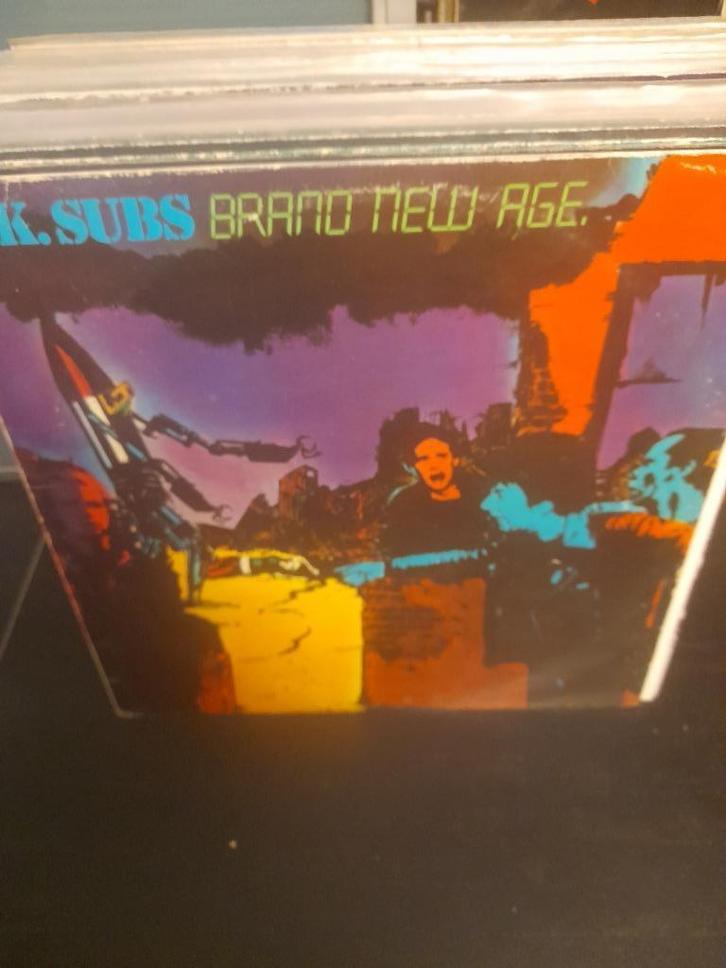 K. SUBS BRAND NEW AGE.